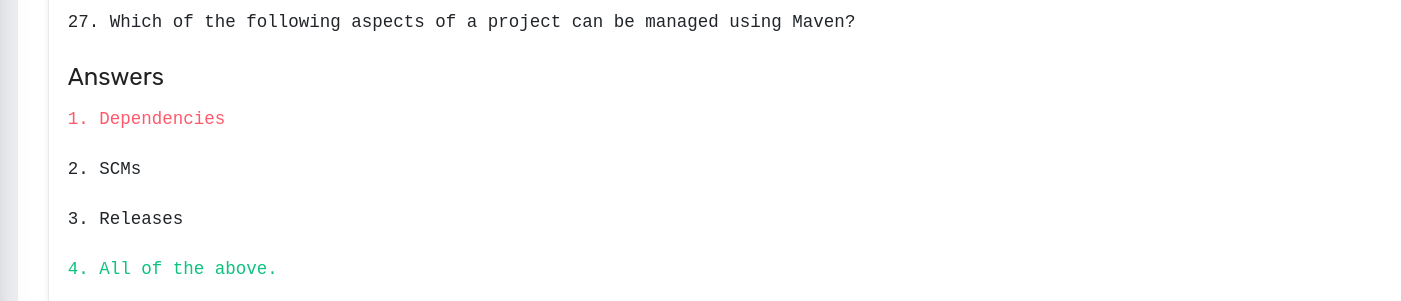 27. Which of the following aspects of a project can be managed using Maven?
Answers
1. Dependencies
2. SCMs
3. Releases
4. All of the above.